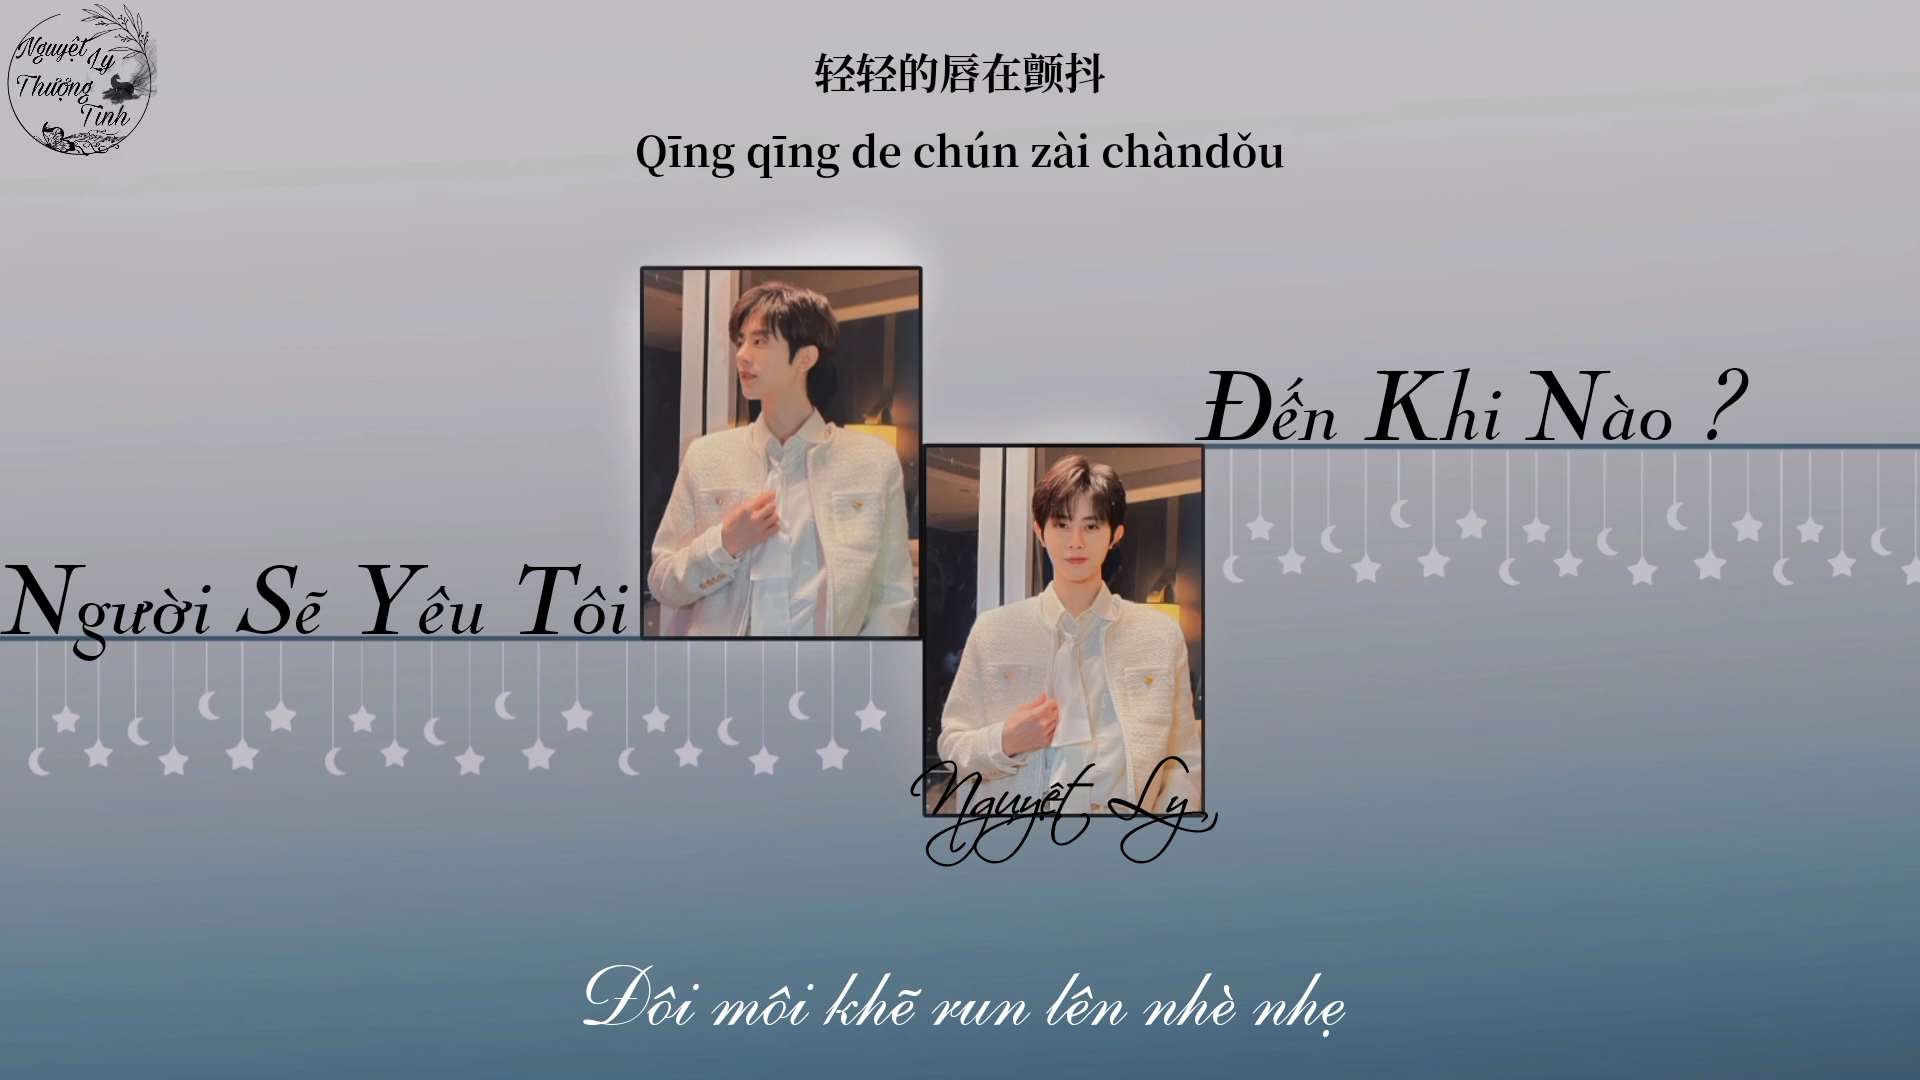 Nguyệt Ly
Thượng
Tinh
轻轻的唇在颤抖
Qīng qīng de chún zài chàndǒu
Đến Khi Nào ?
Người Sẽ Yêu Tôi
Nguyệt Ly
Đôi môi khẽ run lên nhè nhẹ